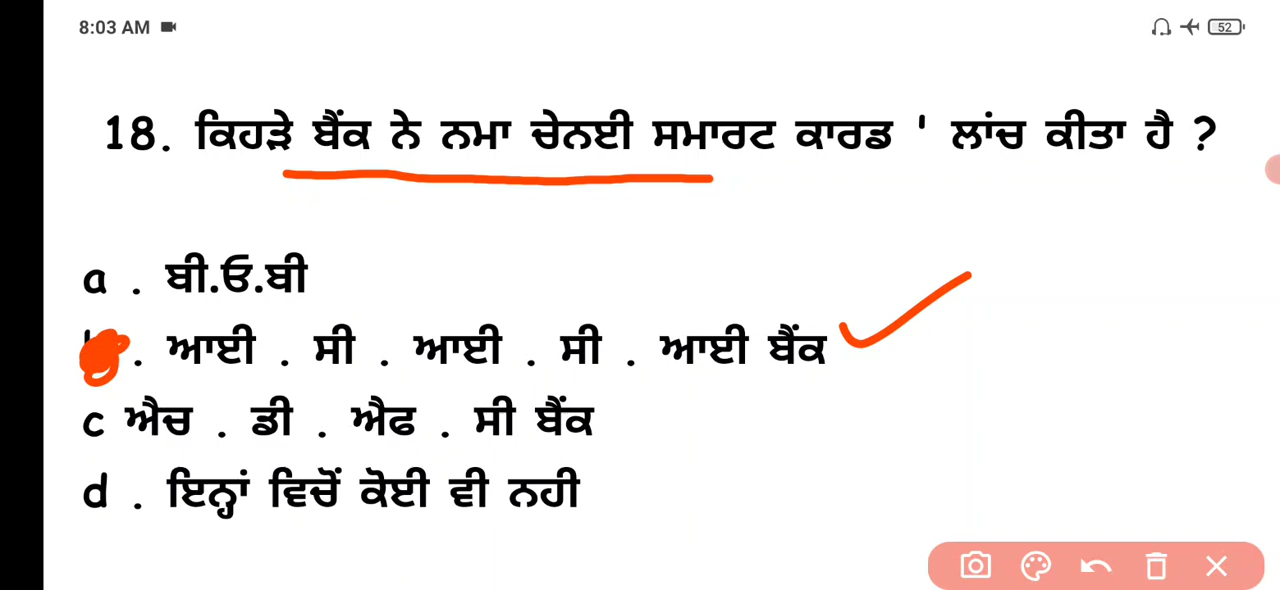 8:03 AM
52
18. ਕਿਹੜੇ ਬੈਂਕ ਨੇ ਨਮਾ ਚੇਨਈ ਸਮਾਰਟ ਕਾਰਡ ' ਲਾਂਚ ਕੀਤਾ ਹੈ ?
a . ਬੀ.ਓ.ਬੀ
. ਆਈ . ਸੀ . ਆਈ . ਸੀ . ਆਈ ਬੈਂਕ
c ਐਚ . ਡੀ . ਐਫ . ਸੀ ਬੈਂਕ
d . ਇਨ੍ਹਾਂ ਵਿਚੋਂ ਕੋਈ ਵੀ ਨਹੀ